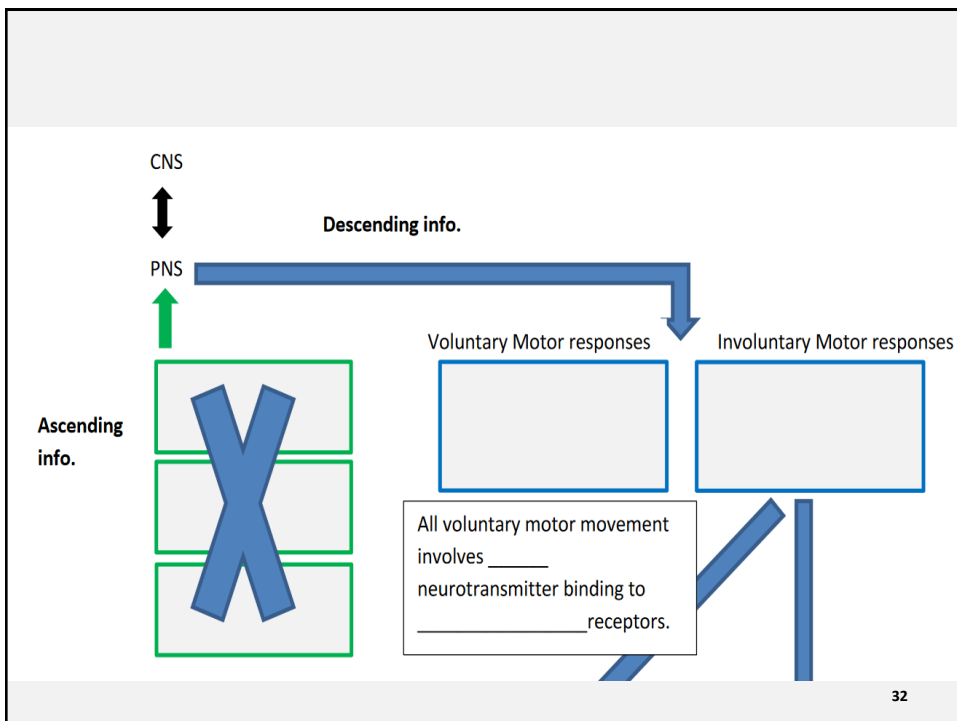 CNS
Descending info.
PNS
Voluntary Motor responses
Involuntary Motor responses
Ascending
info.
All voluntary motor movement
involves ______
neurotransmitter binding to
_________________receptors.
32